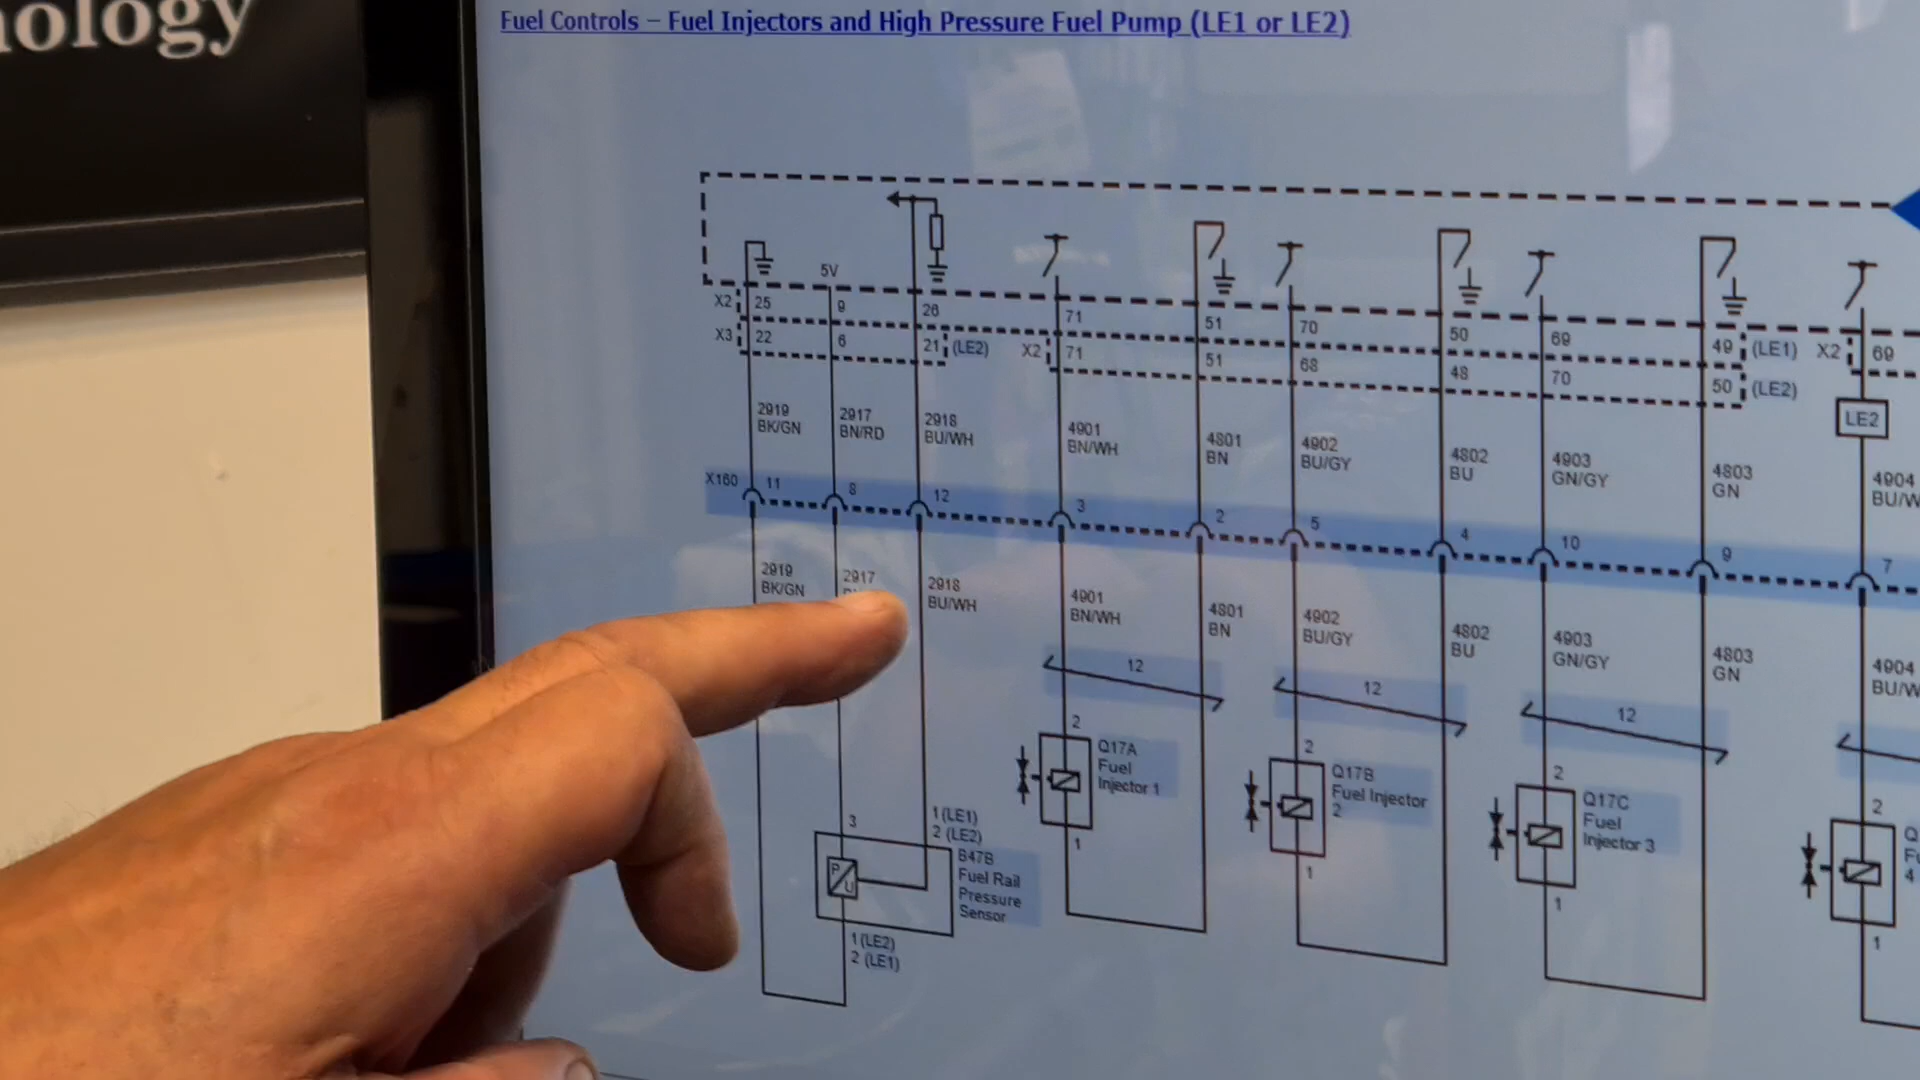 nology
Fuel Controls – Fuel Injectors and High Pressure Fuel Pump (LE1 or LE2)
5V
X2 25 9 26 71 51 70 50 69 49 (LE1) X2 69
X3 22 6 21 (LE2) X2 71 51 68 48 70 50 (LE2)
LE2
2919 BK/GN
2917 BN/RD
2918 BU/WH
4901 BN/WH
4801 BN
4902 BU/GY
4802 BU
4903 GN/GY
4803 GN
4904 BU/W
X160 11 8 12 3 2 5 4 10 9 7
2919 BK/GN
2917
2918 BU/WH
4901 BN/WH
4801 BN
4902 BU/GY
4802 BU
4903 GN/GY
4803 GN
4904 BU/W
12 12 12
2 2 2 2
Q17A
Fuel
Injector 1
Q17B
Fuel Injector
2
Q17C
Fuel
Injector 3
Q
4
1 1 1 1
3
1 (LE1)
2 (LE2)
P
U
B47B
Fuel Rail
Pressure
Sensor
1 (LE2)
2 (LE1)